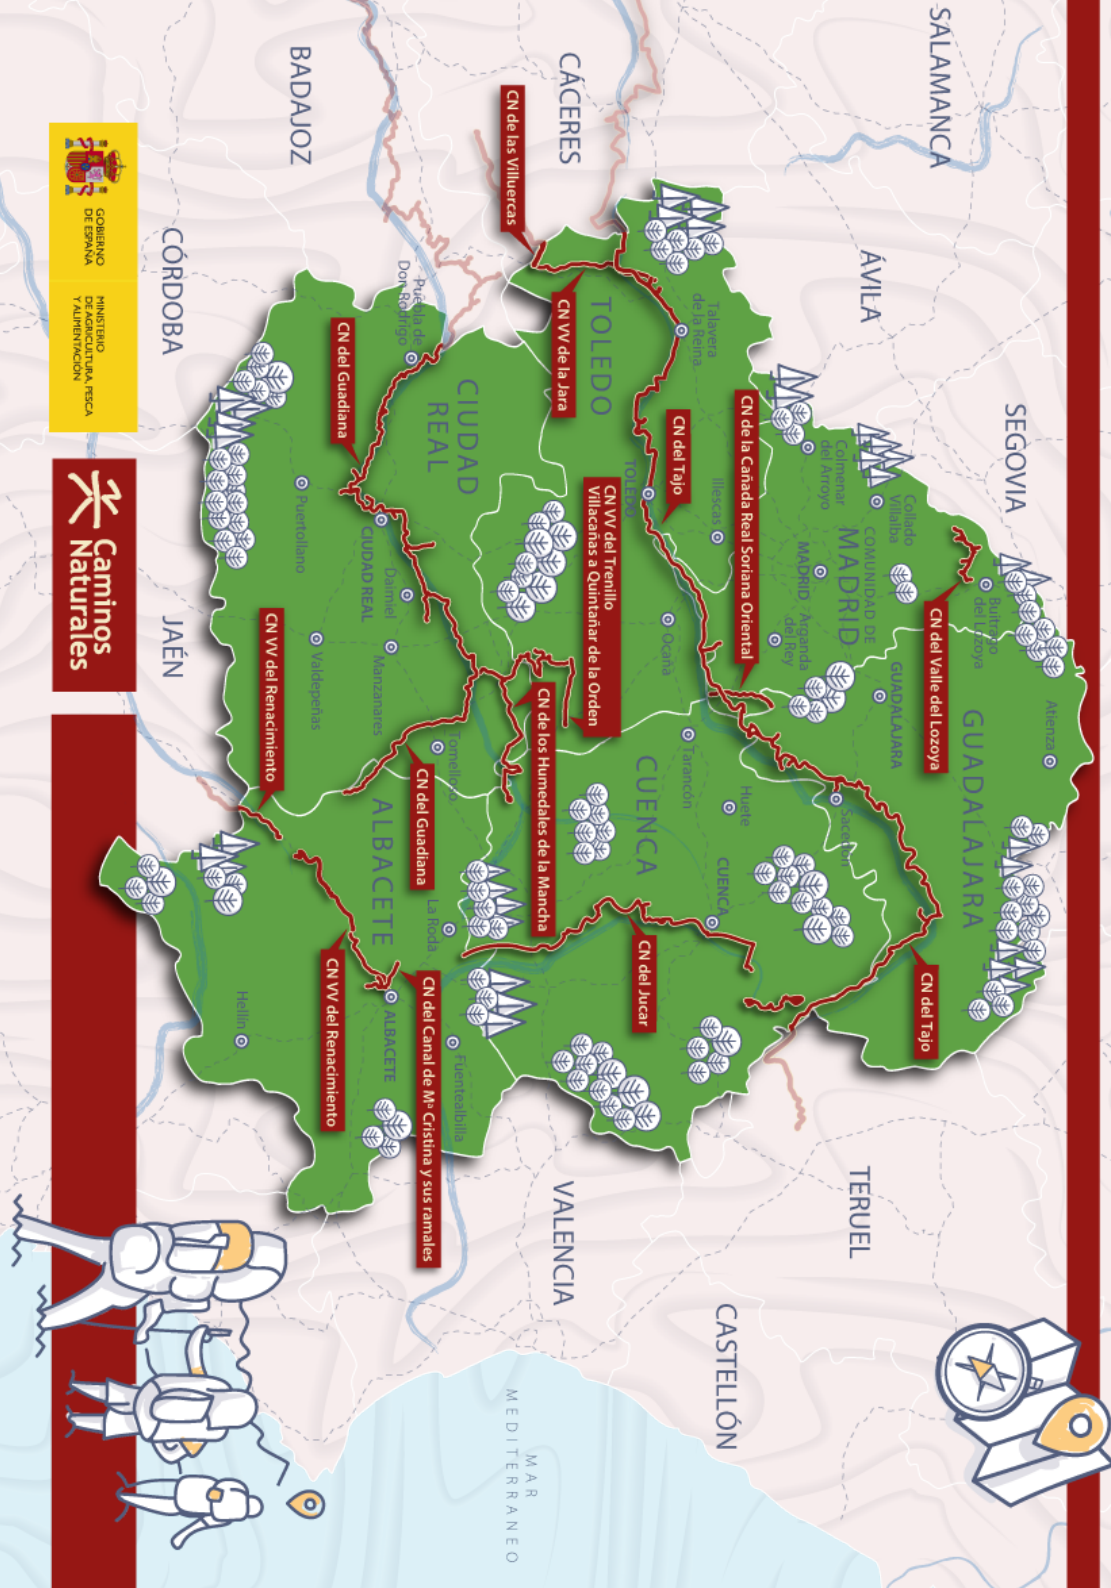 SALAMANCA
ÁVILA
SEGOVIA
CÁCERES
BADAJOZ
CÓRDOBA
JAÉN
TERUEL
CASTELLÓN
VALENCIA
MAR
MEDITERRANEO
GUADALAJARA
Atienza
Buitrago
del Lozoya
CN del Valle del Lozoya
Collado
Villalba
COMUNIDAD DE
MADRID
Colmenar
del Arroyo
MADRID
Arganda
del Rey
GUADALAJARA
CN del Tajo
Sacedón
CN de la Cañada Real Soriana Oriental
Illescas
Talavera
de la Reina
CN del Tajo
TOLEDO
TOLEDO
Ocaña
Tarancón
Huete
CUENCA
CUENCA
CN del Jucar
CN de las Villuercas
CN VV de la Jara
CN VV del Trenillo
Villacañas a Quintañar de la Orden
CN de los Humedales de la Mancha
CIUDAD
REAL
Puebla de
Don Rodrigo
CN del Guadiana
CIUDAD REAL
Daimiel
Manzanares
Tomelloso
CN del Guadiana
Puertollano
Valdepeñas
CN VV del Renacimiento
ALBACETE
La Roda
Fuentealbilla
ALBACETE
CN del Canal de Mª Cristina y sus ramales
CN VV del Renacimiento
Hellín
GOBIERNO
DE ESPAÑA
MINISTERIO
DE AGRICULTURA, PESCA
Y ALIMENTACIÓN
Caminos
Naturales